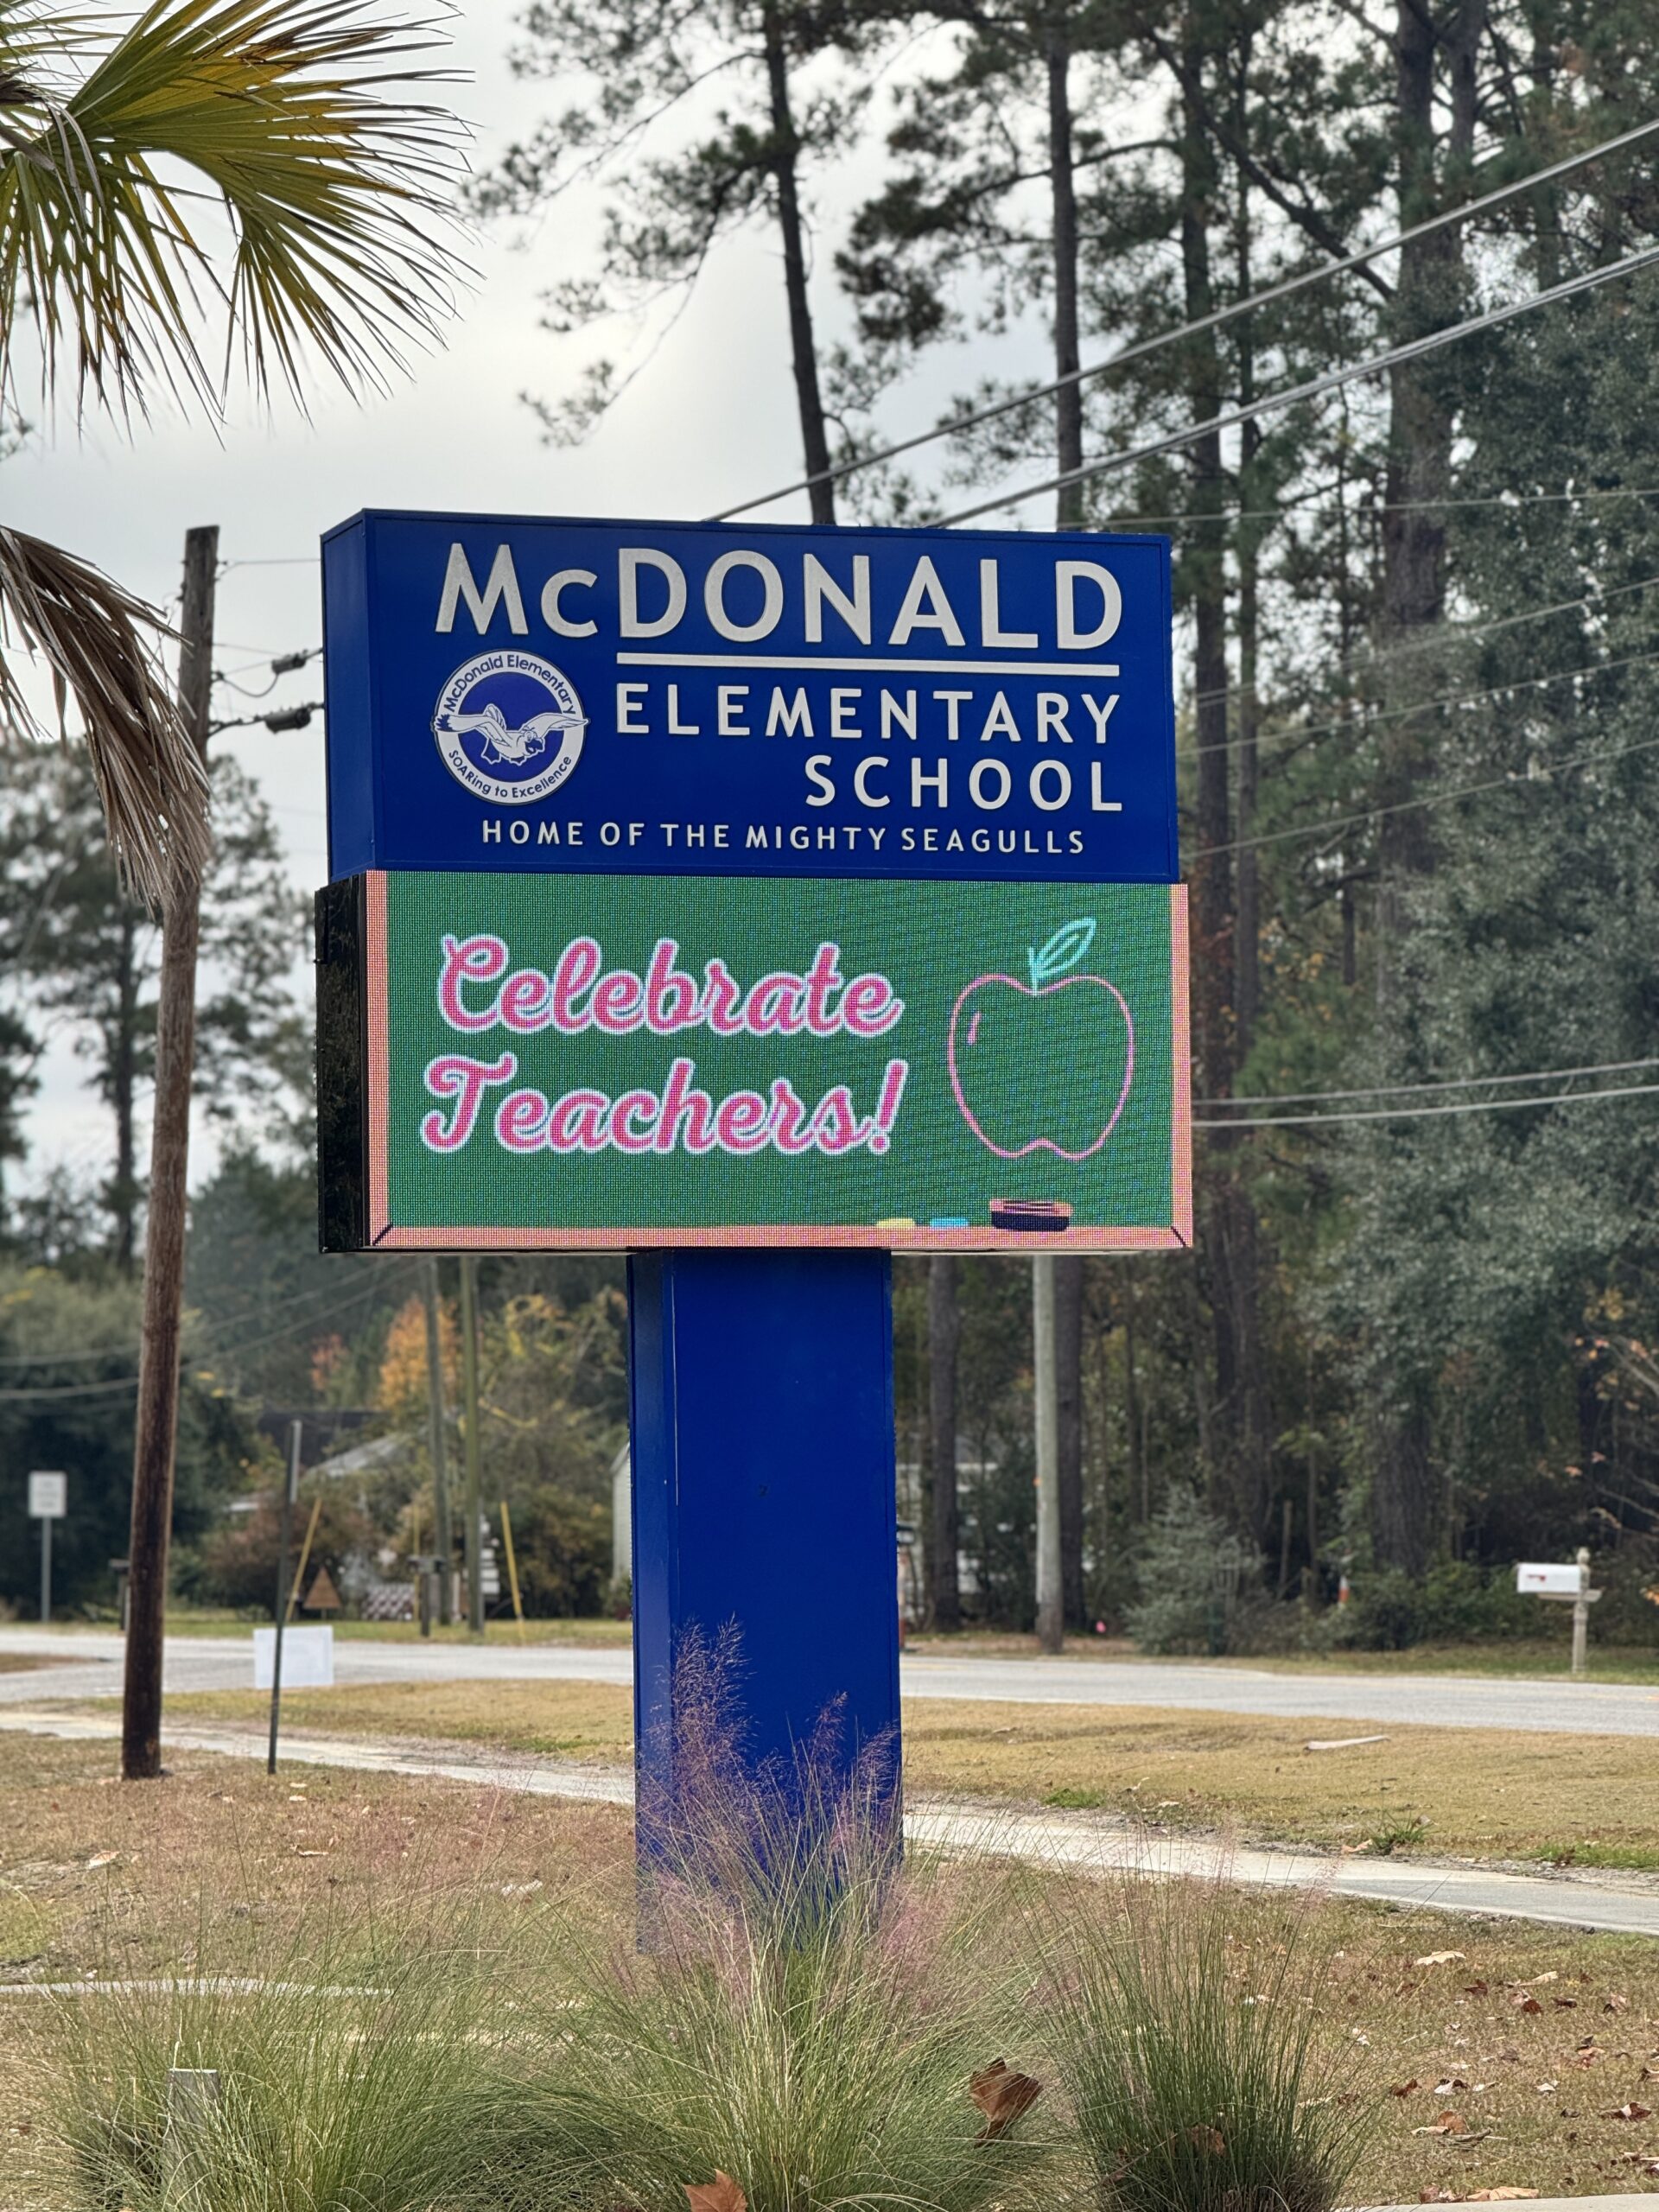 McDONALD
McDonald Elementary
SOARing to Excellence
ELEMENTARY
SCHOOL
HOME OF THE MIGHTY SEAGULLS
Celebrate
Teachers!